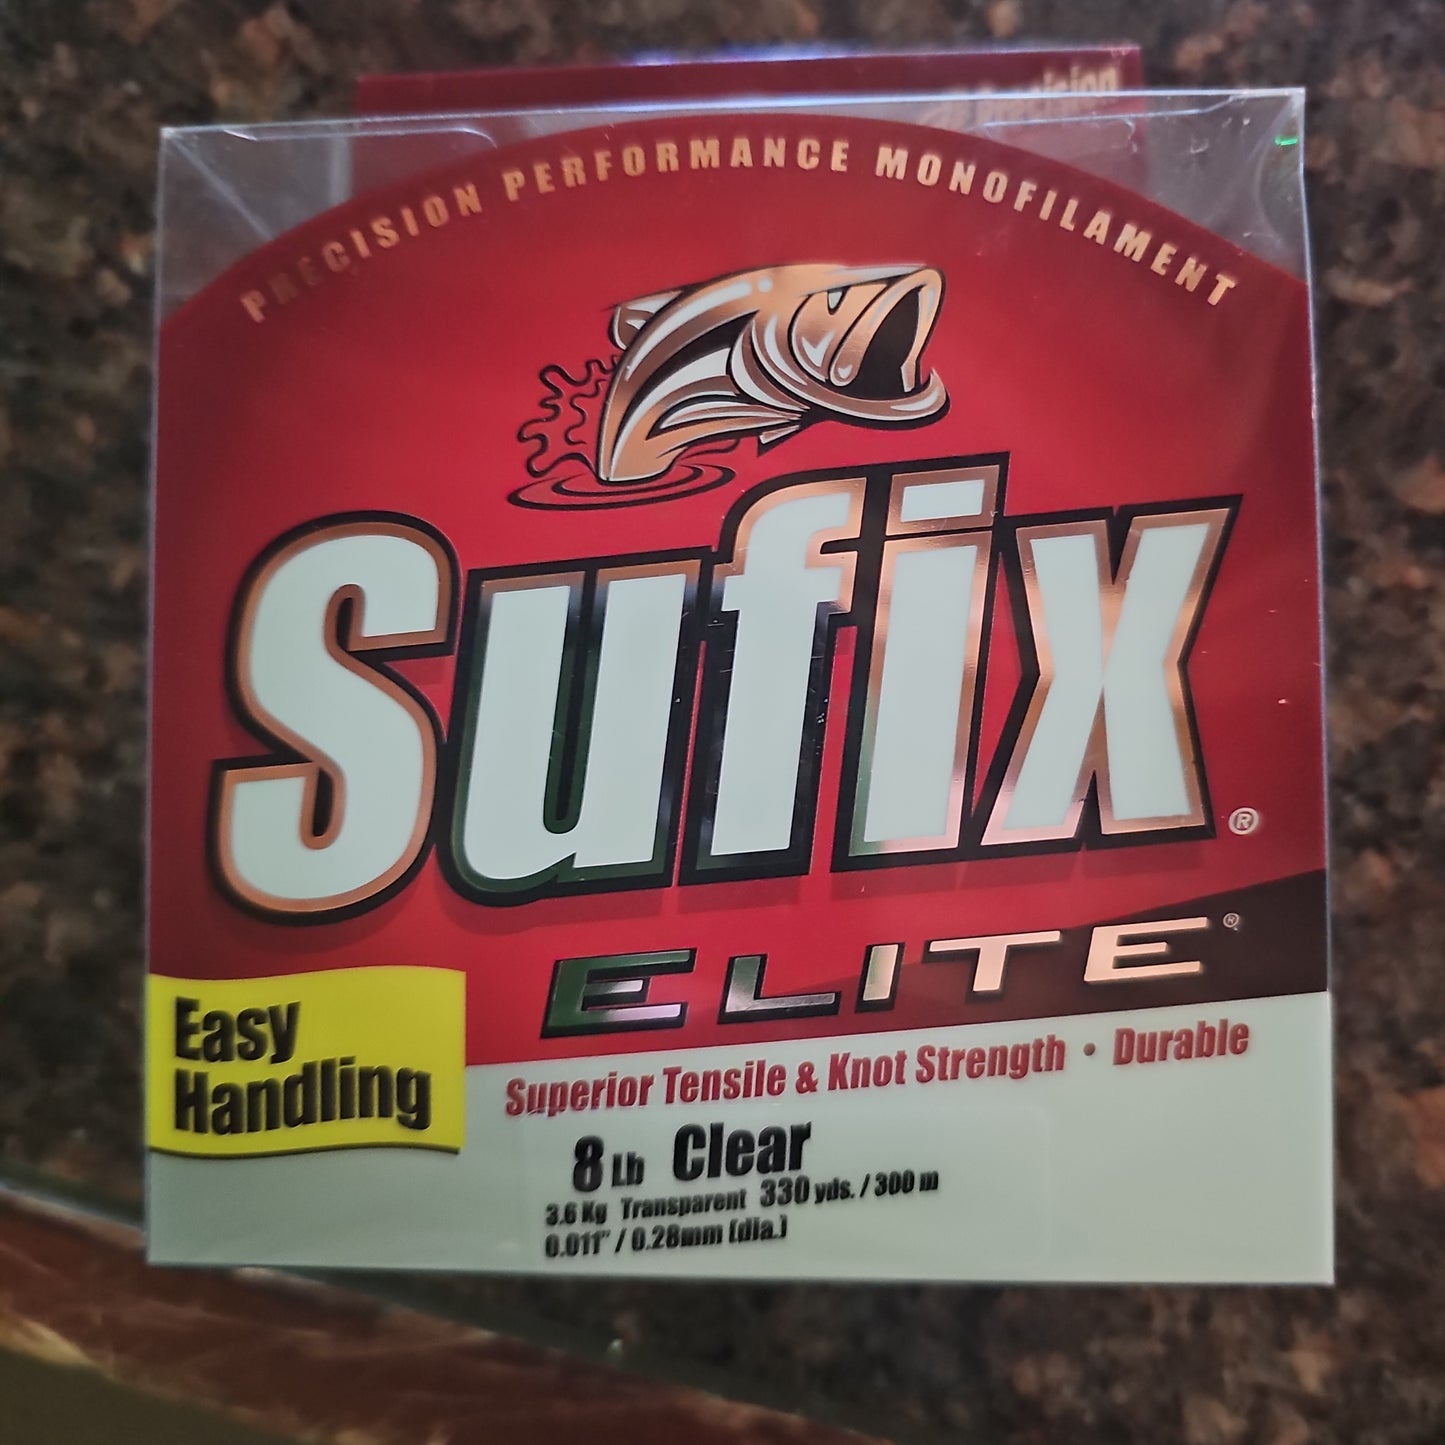 Precision
PRECISION PERFORMANCE MONOFILAMENT
Sufix®
ELITE®
Easy
Handling
Superior Tensile & Knot Strength • Durable
8 Lb Clear
3.6 Kg Transparent 330 yds. / 300 m
0.011" / 0.28mm (dia.)